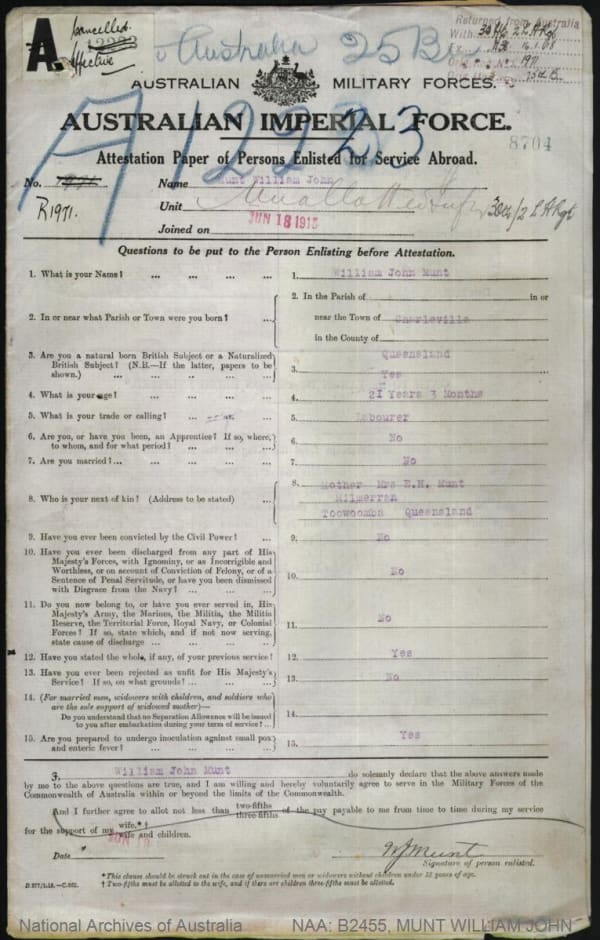 A.
Cancelled.
12223
effective
Australia 25 B
Returned from Australia
With 30th
16.1.18
1971
AUSTRALIAN MILITARY FORCES.
AUSTRALIAN IMPERIAL FORCE.
A 12223
8704
Attestation Paper of Persons Enlisted for Service Abroad.
No. Name Munt William John
R1971. Unit
JUN 18 1915
Joined on
Questions to be put to the Person Enlisting before Attestation.
1. What is your Name? ... ... ... ... 1. William John Munt
2. In or near what Parish or Town were you born? ... 2. In the Parish of in or
near the Town of Charleville
in the County of
Queensland
3. Are you a natural born British Subject or a Naturalized
British Subject? (N.B.—If the latter, papers to be
shown.) ... ... ... ... 3. Yes
4. What is your age? ... ... ... ... 4. 21 Years 3 Months
5. What is your trade or calling? ... ... ... 5. Labourer
6. Are you, or have you been, an Apprentice? If so, where,
to whom, and for what period? ... ... ... 6. No
7. Are you married? ... ... ... ... 7. No
8. Who is your next of kin? (Address to be stated) ... 8. Mother Mrs E.H. Munt
Milmerran
Toowoomba Queensland
9. Have you ever been convicted by the Civil Power? ... 9. No
10. Have you ever been discharged from any part of His
Majesty's Forces, with Ignominy, or as Incorrigible and
Worthless, or on account of Conviction of Felony, or of a
Sentence of Penal Servitude, or have you been dismissed
with Disgrace from the Navy? ... ... ... 10. No
11. Do you now belong to, or have you ever served in, His
Majesty's Army, the Marines, the Militia, the Militia
Reserve, the Territorial Force, Royal Navy, or Colonial
Forces? If so, state which, and if not now serving,
state cause of discharge ... ... ... ... 11. No
12. Have you stated the whole, if any, of your previous service? 12. Yes
13. Have you ever been rejected as unfit for His Majesty's
Service? If so, on what grounds? ... ... ... 13. No
14. (For married men, widowers with children, and soldiers who
are the sole support of widowed mother)—
Do you understand that no Separation Allowance will be issued
to you after embarkation during your term of service? ... 14.
15. Are you prepared to undergo inoculation against small pox
and enteric fever? ... ... ... ... 15. Yes
I, William John Munt do solemnly declare that the above answers made
by me to the above questions are true, and I am willing and hereby voluntarily agree to serve in the Military Forces of the
Commonwealth of Australia within or beyond the limits of the Commonwealth.
And I further agree to allot not less than two-fifths three-fifths of the pay payable to me from time to time during my service
for the support of my wife.*† wife and children.
Date
WJMunt
Signature of person enlisted.
*This clause should be struck out in the case of unmarried men or widowers without children under 18 years of age.
† Two-fifths must be allotted to the wife, and if there are children three-fifths must be allotted.
National Archives of Australia NAA: B2455, MUNT WILLIAM JOHN